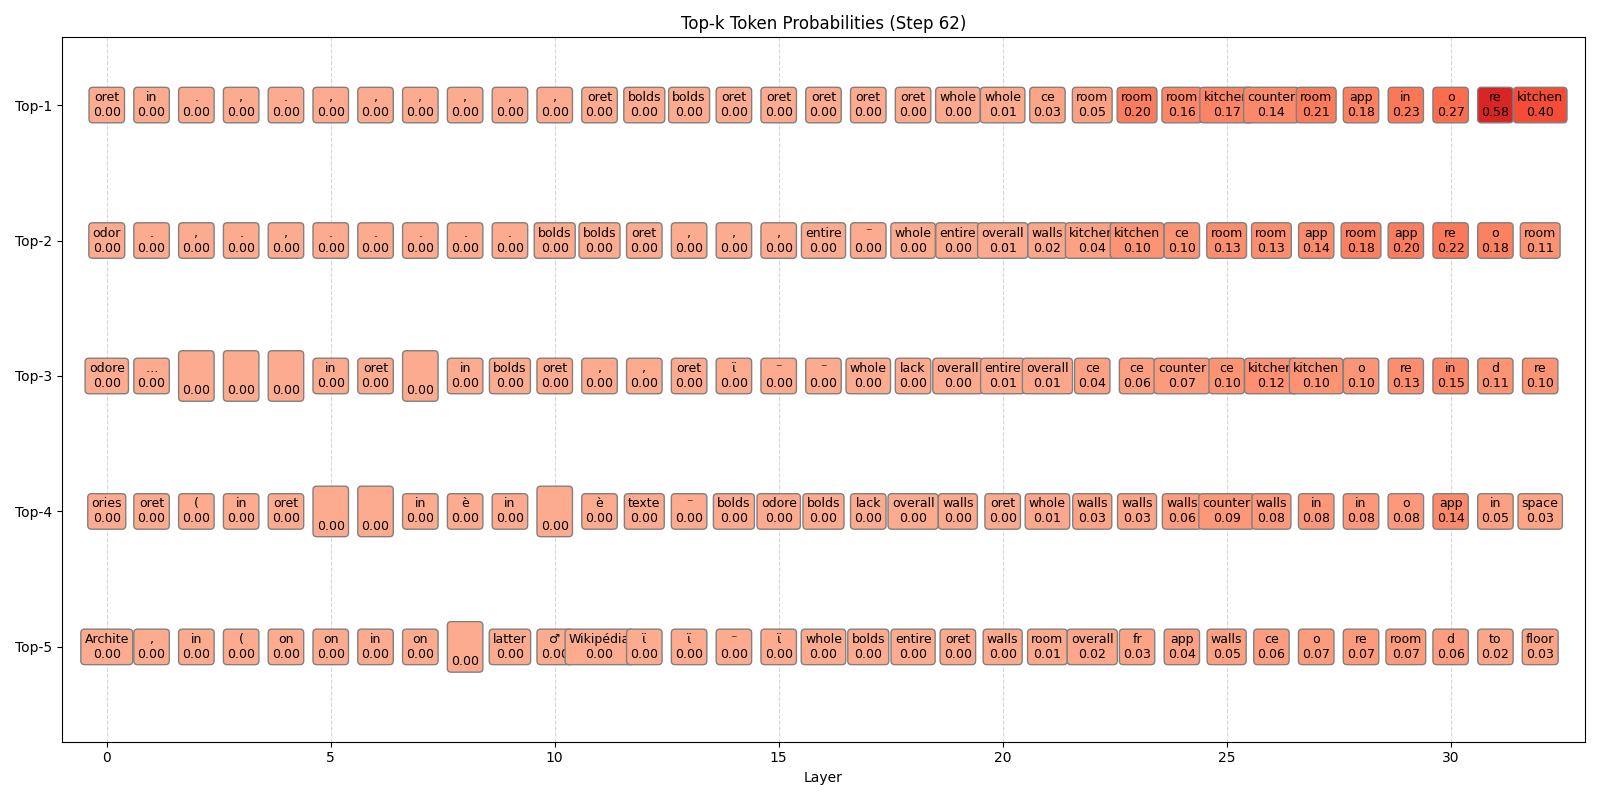 Top-k Token Probabilities (Step 62)
Top-1
oret in . , . , , , , , , oret bolds bolds oret oret oret oret oret whole whole ce room room room kitchen counter room app in o re kitchen
0.00 0.00 0.00 0.00 0.00 0.00 0.00 0.00 0.00 0.00 0.00 0.00 0.00 0.00 0.00 0.00 0.00 0.00 0.00 0.00 0.01 0.03 0.05 0.20 0.16 0.17 0.14 0.21 0.18 0.23 0.27 0.58 0.40
Top-2
odor . , . , . . . . . bolds bolds oret , , , entire ⁻ whole entire overall walls kitchen kitchen ce room room app room app re o room
0.00 0.00 0.00 0.00 0.00 0.00 0.00 0.00 0.00 0.00 0.00 0.00 0.00 0.00 0.00 0.00 0.00 0.00 0.00 0.00 0.01 0.02 0.04 0.10 0.10 0.13 0.13 0.14 0.18 0.20 0.22 0.18 0.11
Top-3
odore ... in oret in bolds oret , , oret ϊ ⁻ ⁻ whole lack overall entire overall ce ce counter ce kitchen kitchen o re in d re
0.00 0.00 0.00 0.00 0.00 0.00 0.00 0.00 0.00 0.00 0.00 0.00 0.00 0.00 0.00 0.00 0.00 0.00 0.00 0.00 0.01 0.01 0.04 0.06 0.07 0.10 0.12 0.10 0.10 0.13 0.15 0.11 0.10
Top-4
ories oret ( in oret in è in è texte ⁻ bolds odore bolds lack overall walls oret whole walls walls walls counter walls in in o app in space
0.00 0.00 0.00 0.00 0.00 0.00 0.00 0.00 0.00 0.00 0.00 0.00 0.00 0.00 0.00 0.00 0.00 0.00 0.00 0.00 0.00 0.01 0.03 0.03 0.06 0.09 0.08 0.08 0.08 0.08 0.14 0.05 0.03
Top-5
Archite , in ( on on in on latter ♂ Wikipédia ϊ ϊ ⁻ ϊ whole bolds entire oret walls room overall fr app walls ce o re room d to floor
0.00 0.00 0.00 0.00 0.00 0.00 0.00 0.00 0.00 0.00 0.00 0.00 0.00 0.00 0.00 0.00 0.00 0.00 0.00 0.00 0.00 0.01 0.02 0.03 0.04 0.05 0.06 0.07 0.07 0.07 0.06 0.02 0.03
0 5 10 15 20 25 30
Layer